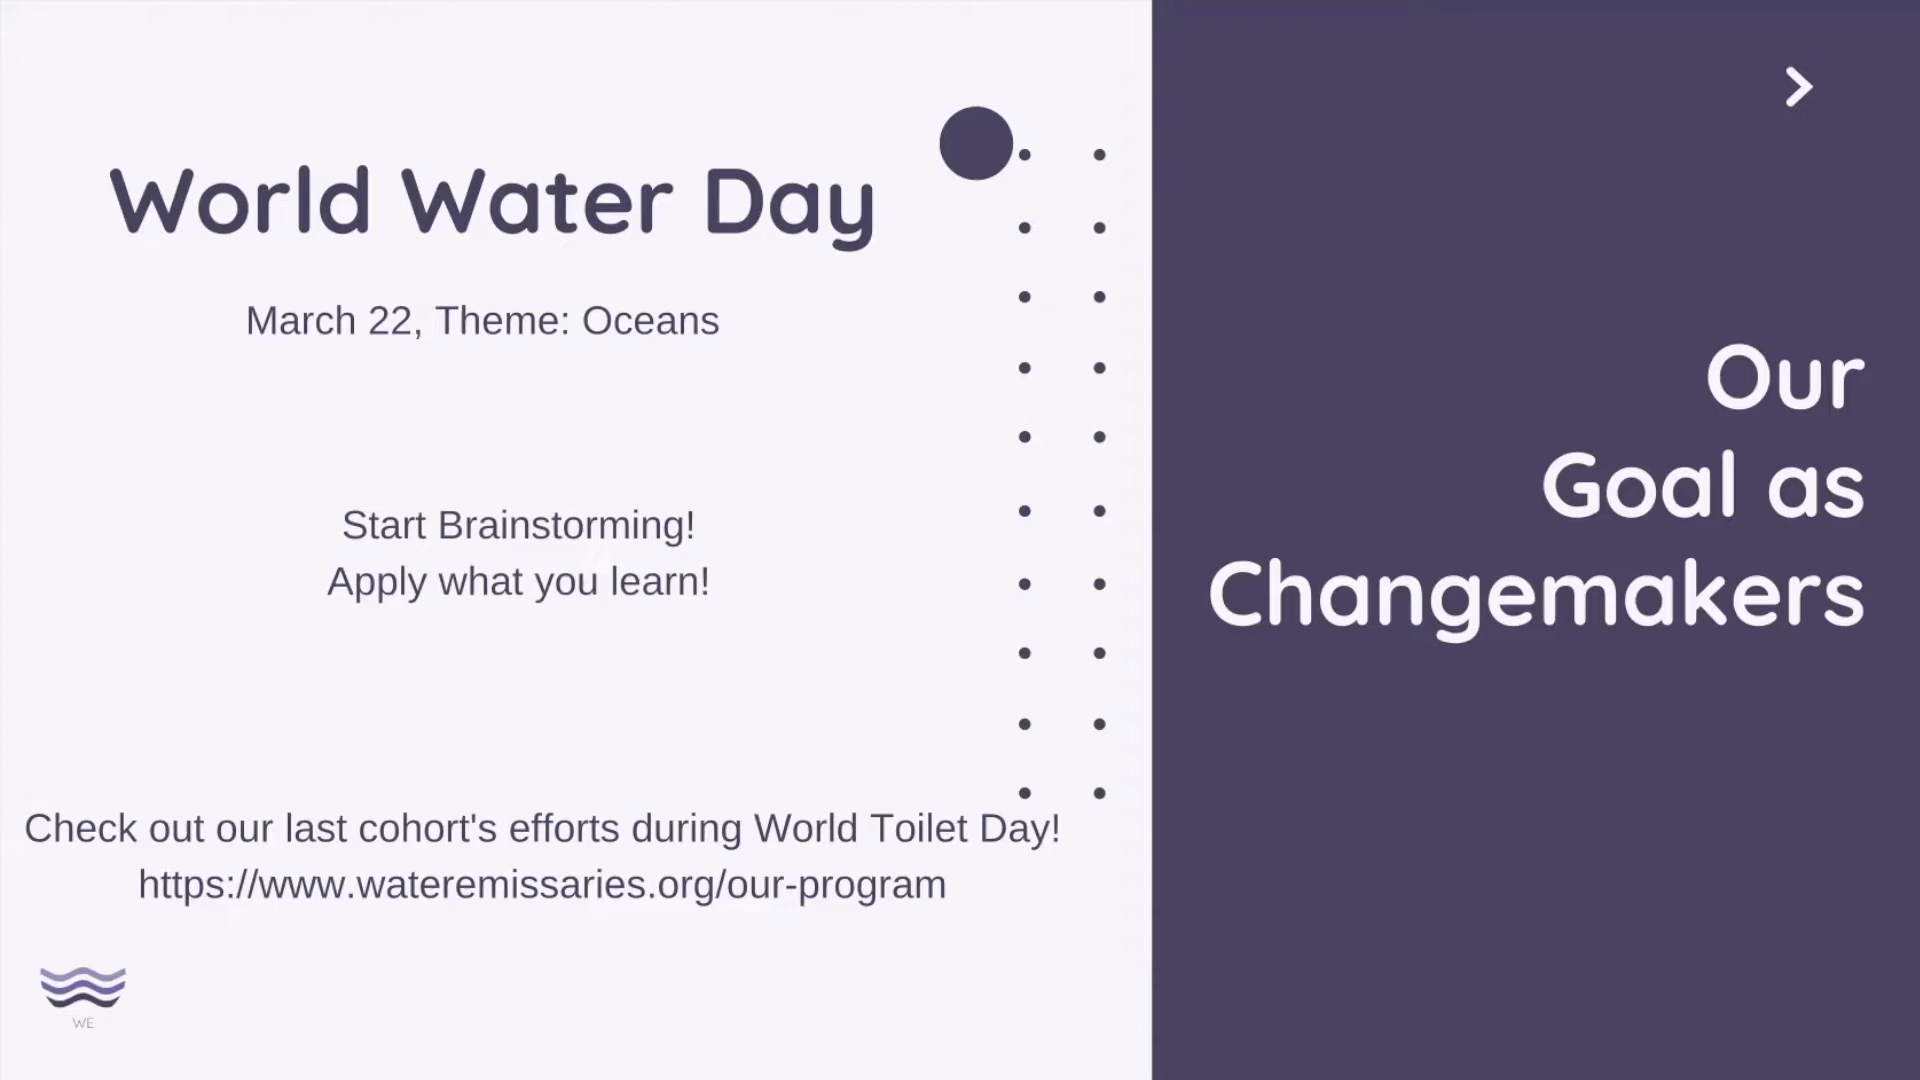 World Water Day
March 22, Theme: Oceans
Start Brainstorming!
Apply what you learn!
Check out our last cohort's efforts during World Toilet Day!
https://www.wateremissaries.org/our-program
WE
Our
Goal as
Changemakers